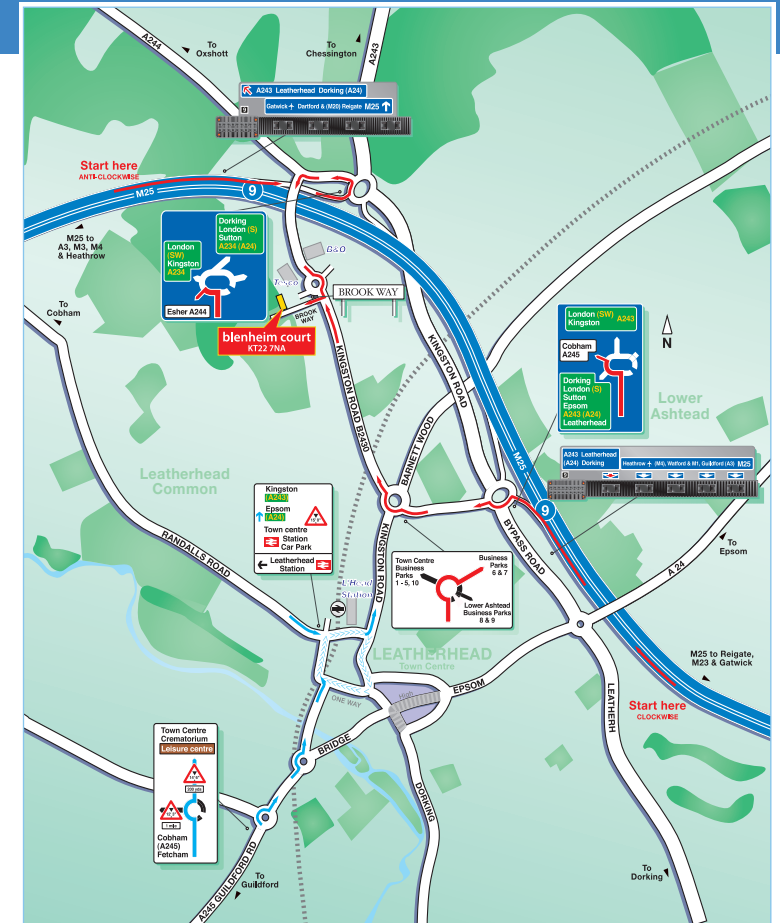 A244
To
Oxshott
To
Chessington
A243
A243 Leatherhead Dorking (A24)
9
Gatwick Dartford & (M20) Reigate M25
Start here
ANTI-CLOCKWISE
M25
9
M25 to
A3, M3, M4
& Heathrow
Dorking
London (S)
Sutton
A234 (A24)
London
(SW)
Kingston
A234
Esher A244
B&Q
Tesco
BROOK WAY
BROOK
WAY
blenheim court
KT22 7NA
To
Cobham
KINGSTON ROAD
KINGSTON ROAD B2430
London (SW)
Kingston
A243
Cobham
A245
Dorking
London (S)
Sutton
Epsom
A243 (A24)
Leatherhead
N
Lower
Ashtead
BARNETT WOOD
M25
A243 Leatherhead
(A24) Dorking
Heathrow (M4), Watford & M1, Guildford (A3) M25
9
9
Leatherhead
Common
Kingston
(A243)
Epsom
(A24)
Town centre
Station
Car Park
Leatherhead
Station
RANDALLS ROAD
KINGSTON ROAD
BYPASS ROAD
To
Epsom
A 24
Town Centre
Business
Parks
1 - 5, 10
Business
Parks
6 & 7
Lower Ashtead
Business Parks
8 & 9
L'Head
Station
LEATHERHEAD
Town Centre
M25 to Reigate,
M23 & Gatwick
Start here
CLOCKWISE
ONE WAY
High
EPSOM
BRIDGE
LEATHERH
DORKING
Town Centre
Crematorium
Leisure centre
1 mile
Cobham
(A245)
Fetcham
A245 GUILDFORD RD
To
Guildford
To
Dorking